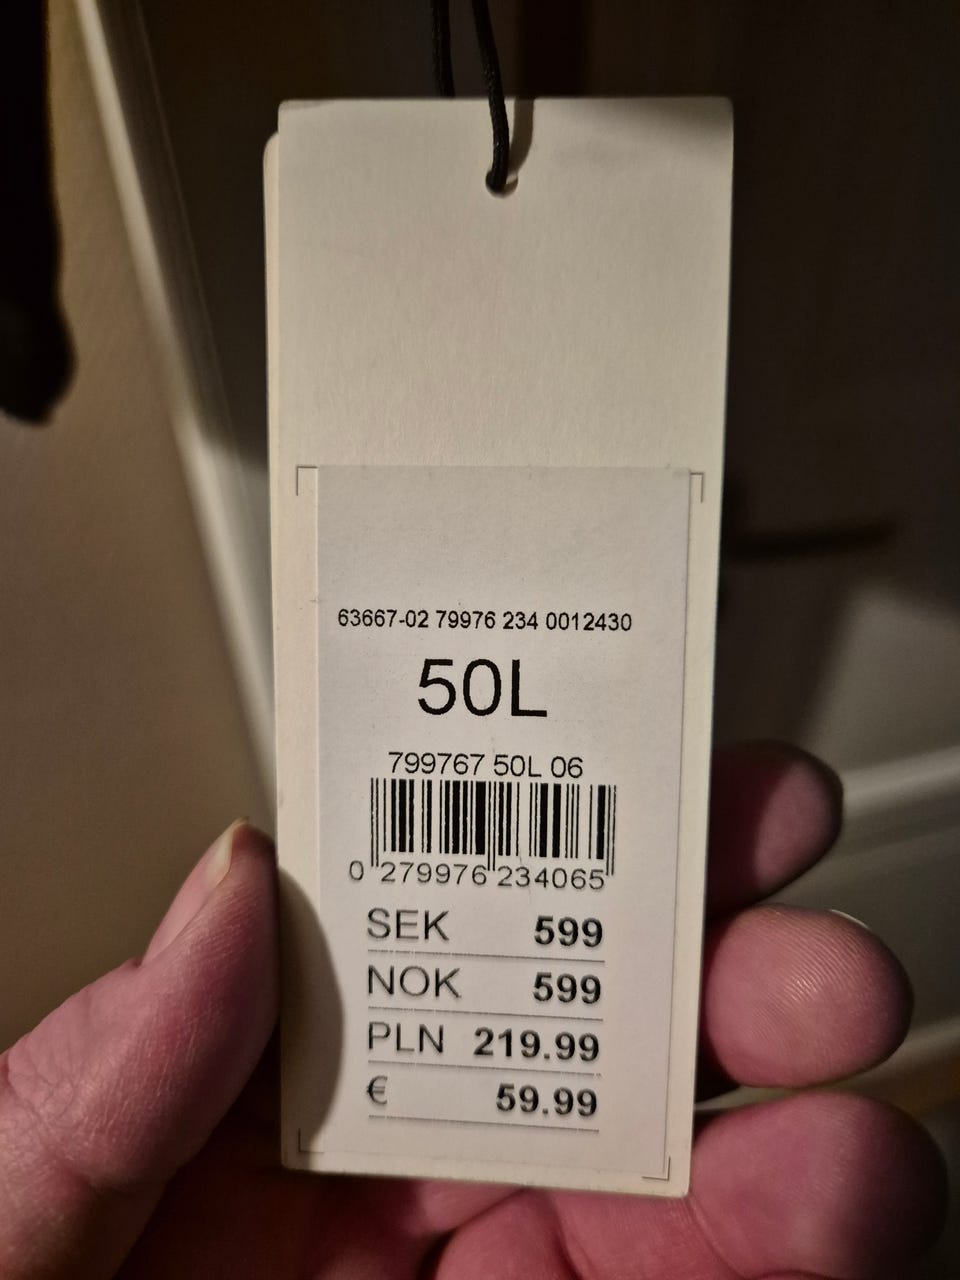 63667-02 79976 234 0012430
50L
799767 50L 06
0 279976 234065
SEK 599
NOK 599
PLN 219.99
€ 59.99